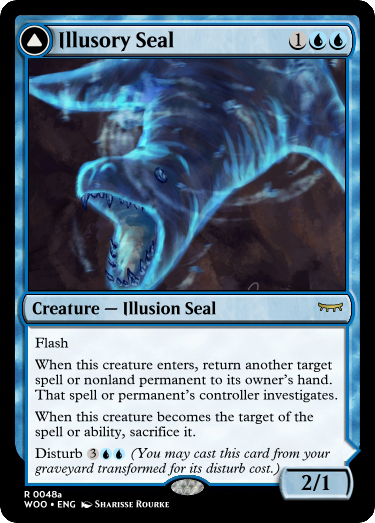 Illusory Seal 1
Creature — Illusion Seal
Flash
When this creature enters, return another target
spell or nonland permanent to its owner's hand.
That spell or permanent's controller investigates.
When this creature becomes the target of the
spell or ability, sacrifice it.
Disturb 3 (You may cast this card from your
graveyard transformed for its disturb cost.)
2/1
R 0048a
WOO • ENG Sharisse Rourke